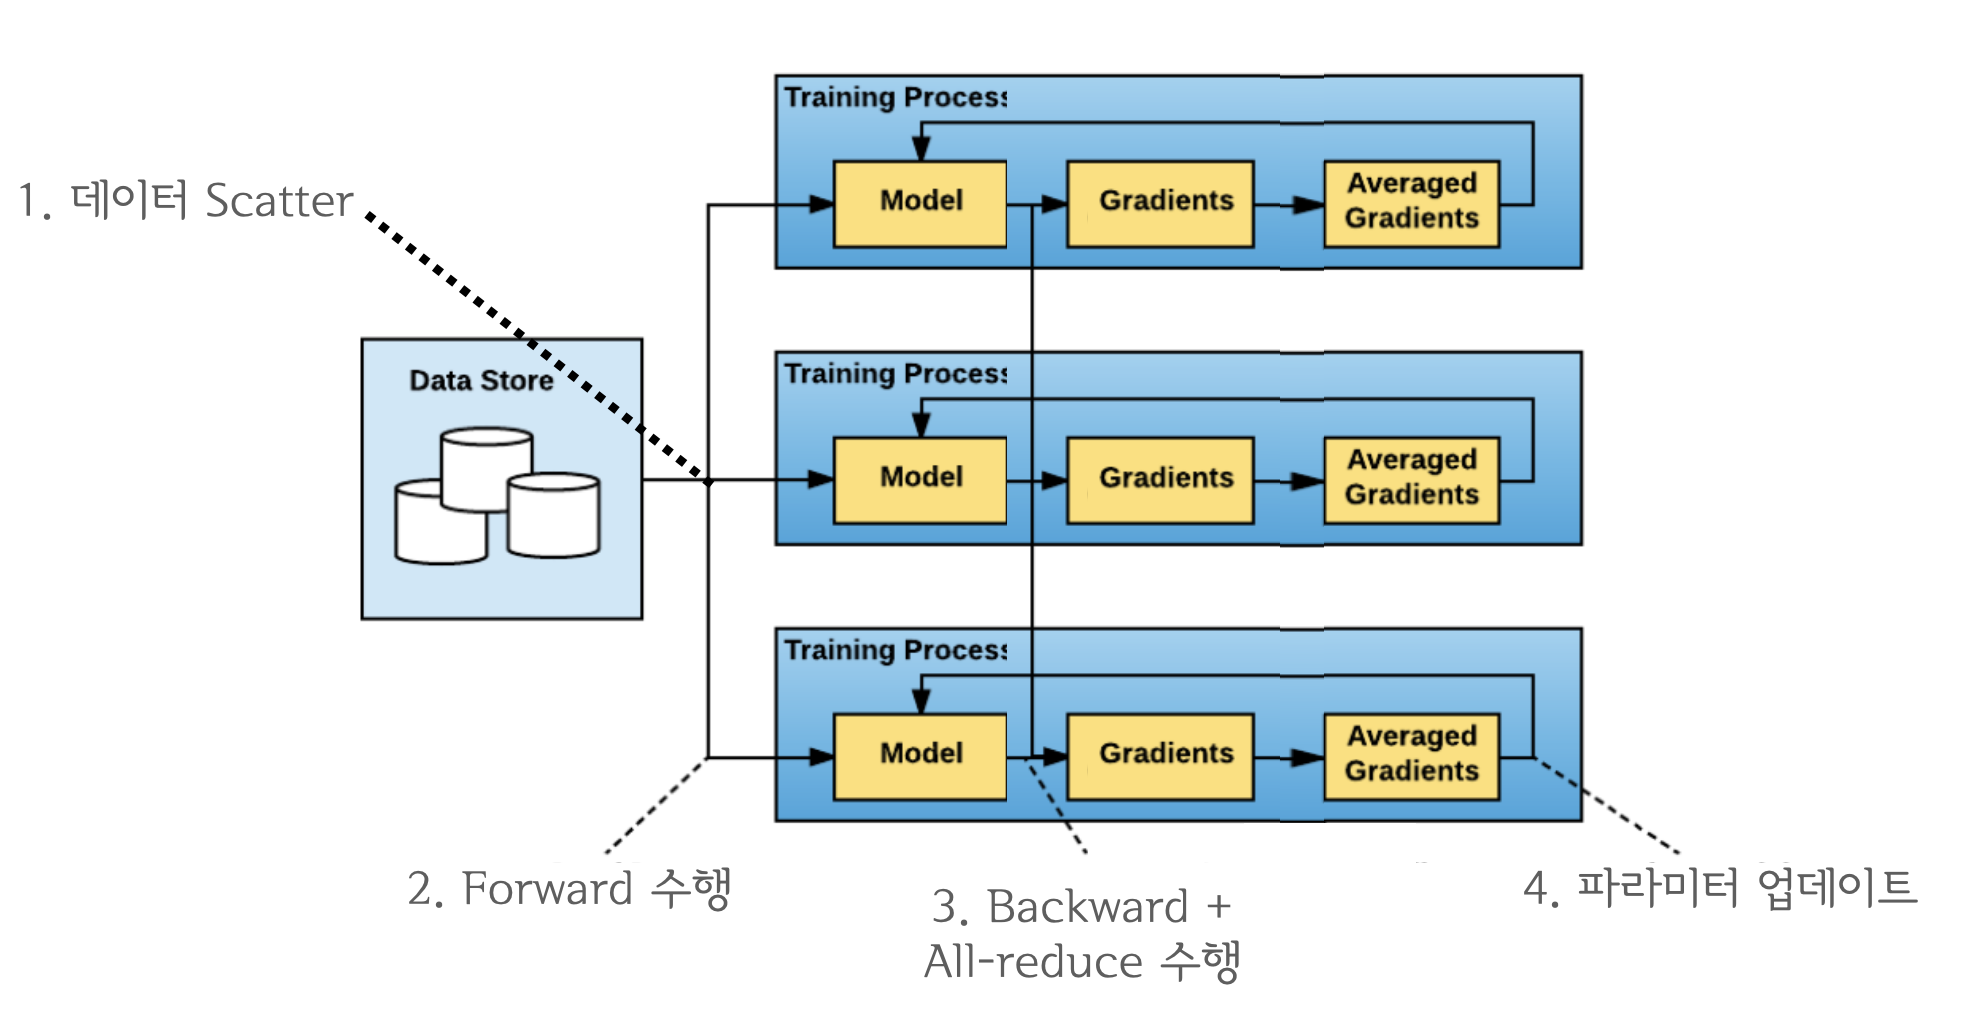 1. 데이터 Scatter
Training Process
Model
Gradients
Averaged
Gradients
Data Store
Training Process
Model
Gradients
Averaged
Gradients
Training Process
Model
Gradients
Averaged
Gradients
2. Forward 수행
3. Backward +
All-reduce 수행
4. 파라미터 업데이트